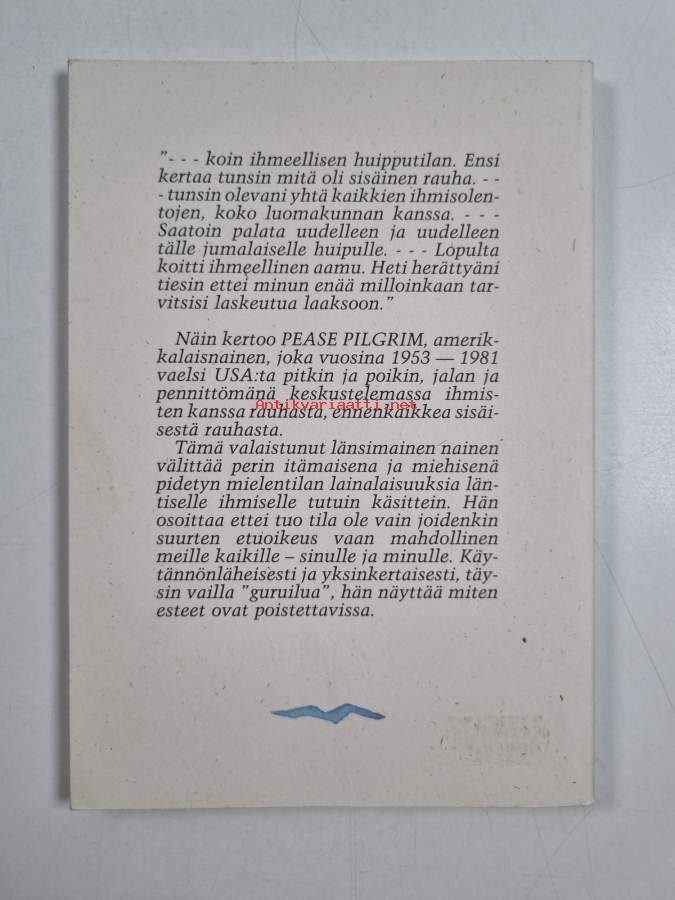 "- - - koin ihmeellisen huipputilan. Ensi
kertaa tunsin mitä oli sisäinen rauha. - -
- tunsin olevani yhtä kaikkien ihmisolen-
tojen, koko luomakunnan kanssa. - - -
Saatoin palata uudelleen ja uudelleen
tälle jumalaiselle huipulle. - - - Lopulta
koitti ihmeellinen aamu. Heti herättyäni
tiesin ettei minun enää milloinkaan tar-
vitsisi laskeutua laaksoon."
Näin kertoo PEASE PILGRIM, amerik-
kalaisnainen, joka vuosina 1953 — 1981
vaelsi USA:ta pitkin ja poikin, jalan ja
pennittömänä keskustelemassa ihmis-
Antikvariaatti.net
ten kanssa rauhasta, ennenkaikkea sisäi-
sestä rauhasta.
Tämä valaistunut länsimainen nainen
välittää perin itämaisena ja miehisenä
pidetyn mielentilan lainalaisuuksia län-
tiselle ihmiselle tutuin käsittein. Hän
osoittaa ettei tuo tila ole vain joidenkin
suurten etuoikeus vaan mahdollinen
meille kaikille – sinulle ja minulle. Käy-
tännönläheisesti ja yksinkertaisesti, täy-
sin vailla "guruilua", hän näyttää miten
esteet ovat poistettavissa.